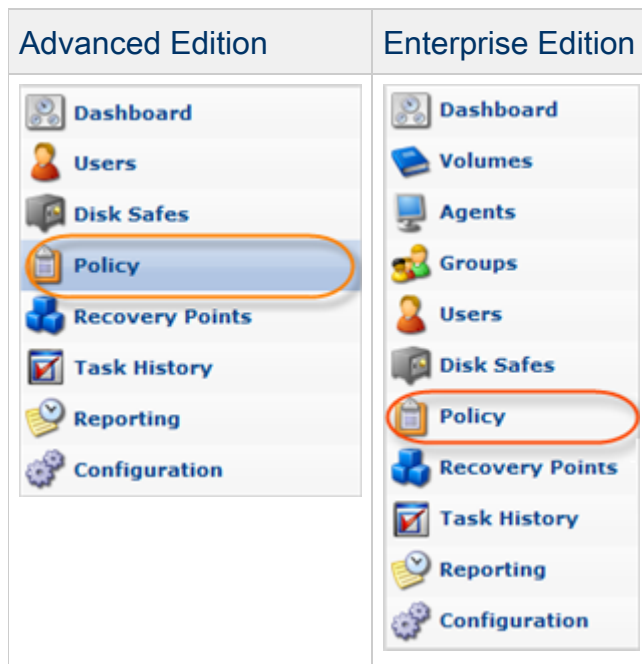 Advanced Edition
Enterprise Edition
Dashboard
Users
Disk Safes
Policy
Recovery Points
Task History
Reporting
Configuration
Dashboard
Volumes
Agents
Groups
Users
Disk Safes
Policy
Recovery Points
Task History
Reporting
Configuration